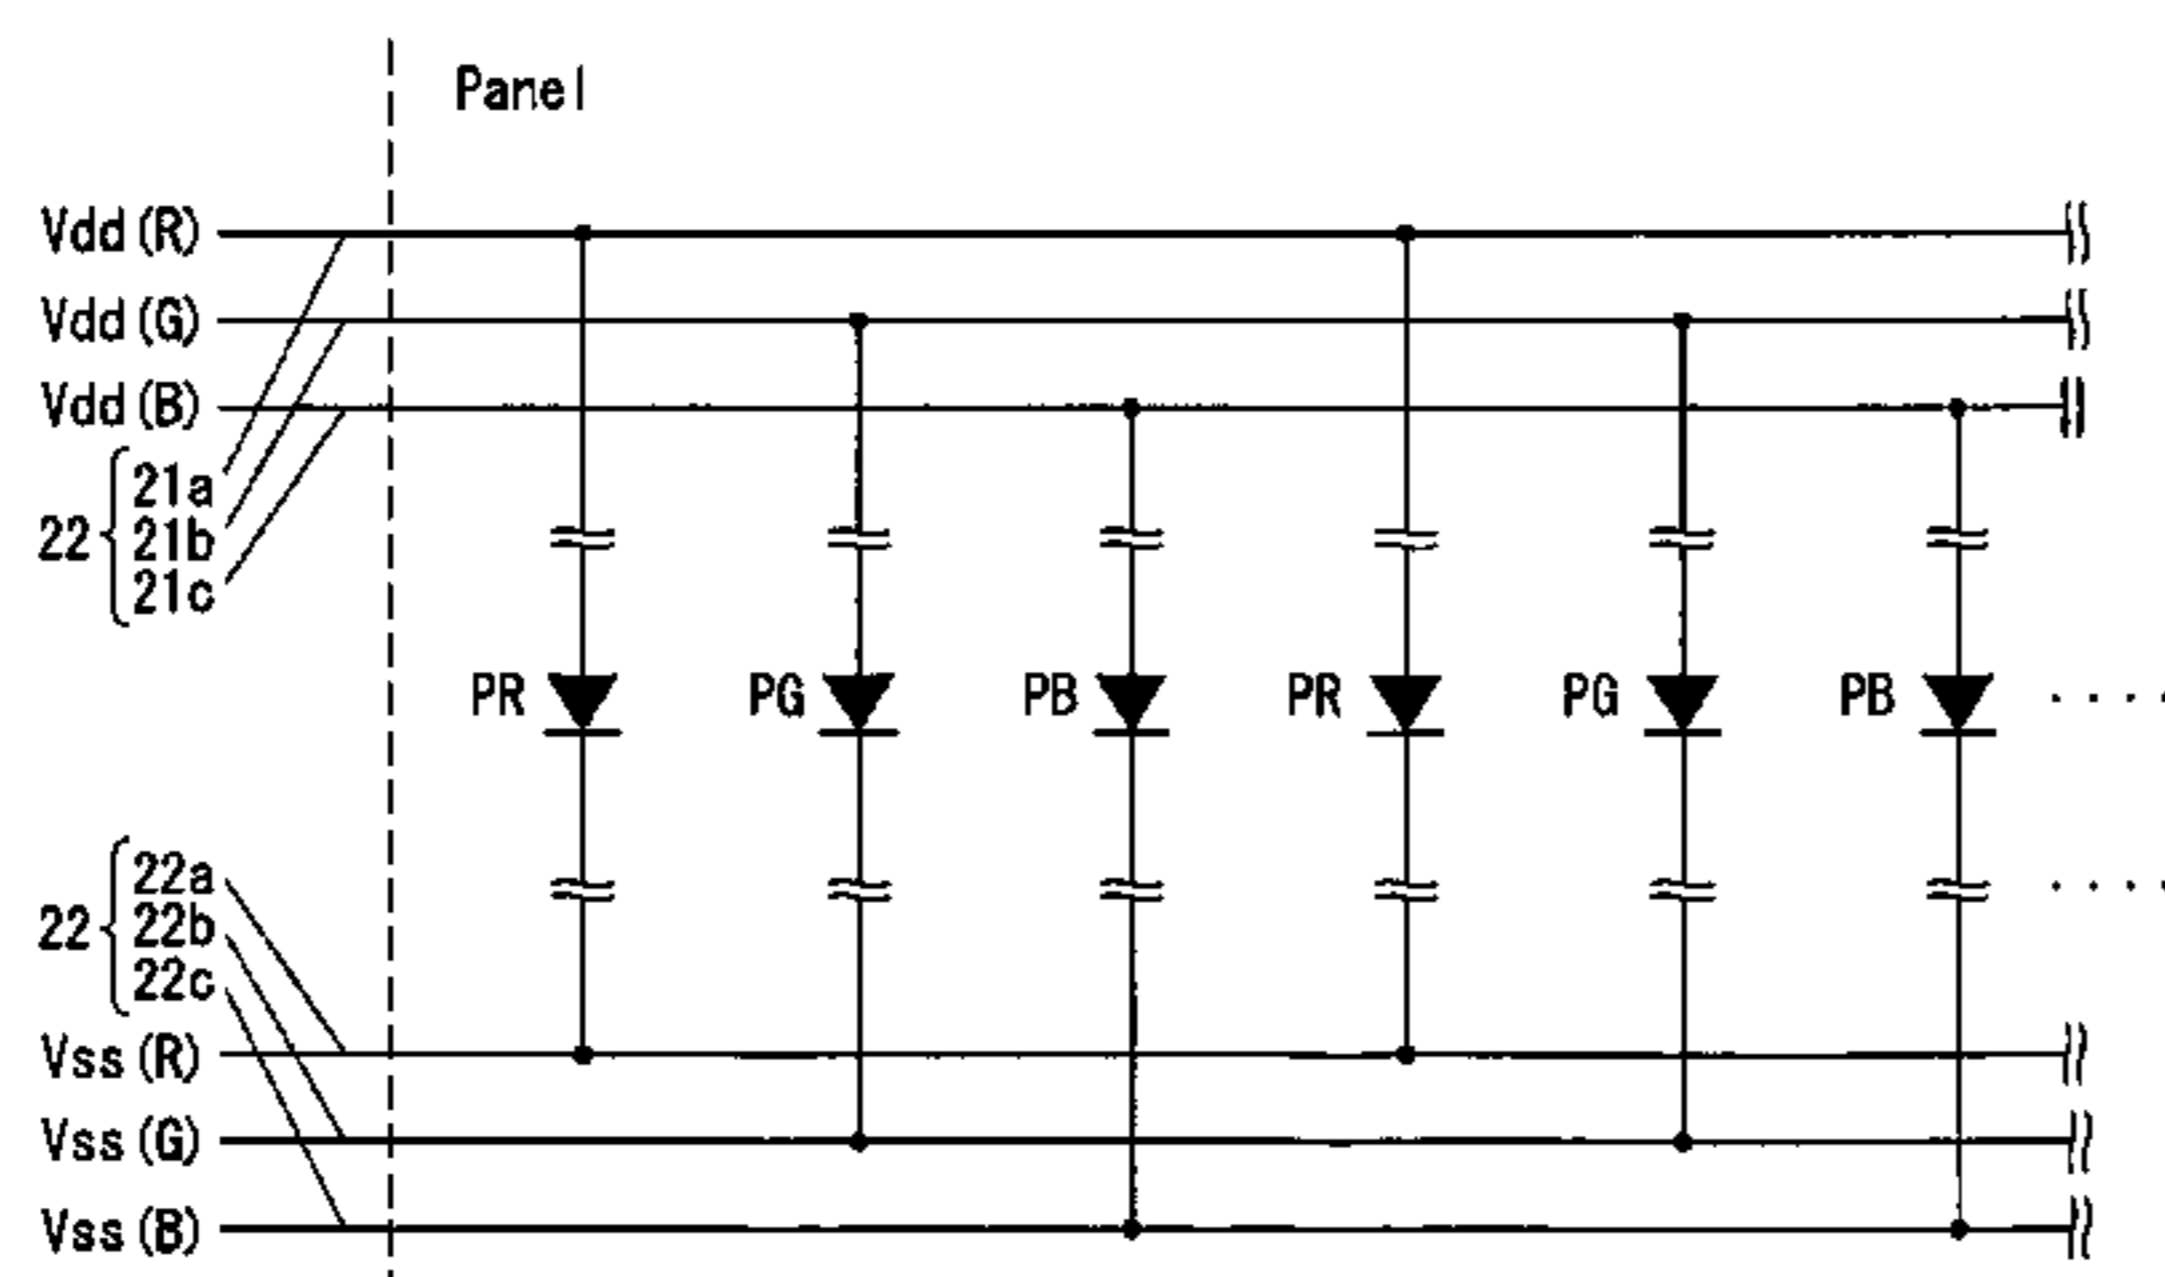 Panel
Vdd(R)
Vdd(G)
Vdd(B)
22 { 21a
21b
21c
PR PG PB PR PG PB ....
....
22 { 22a
22b
22c
Vss(R)
Vss(G)
Vss(B)